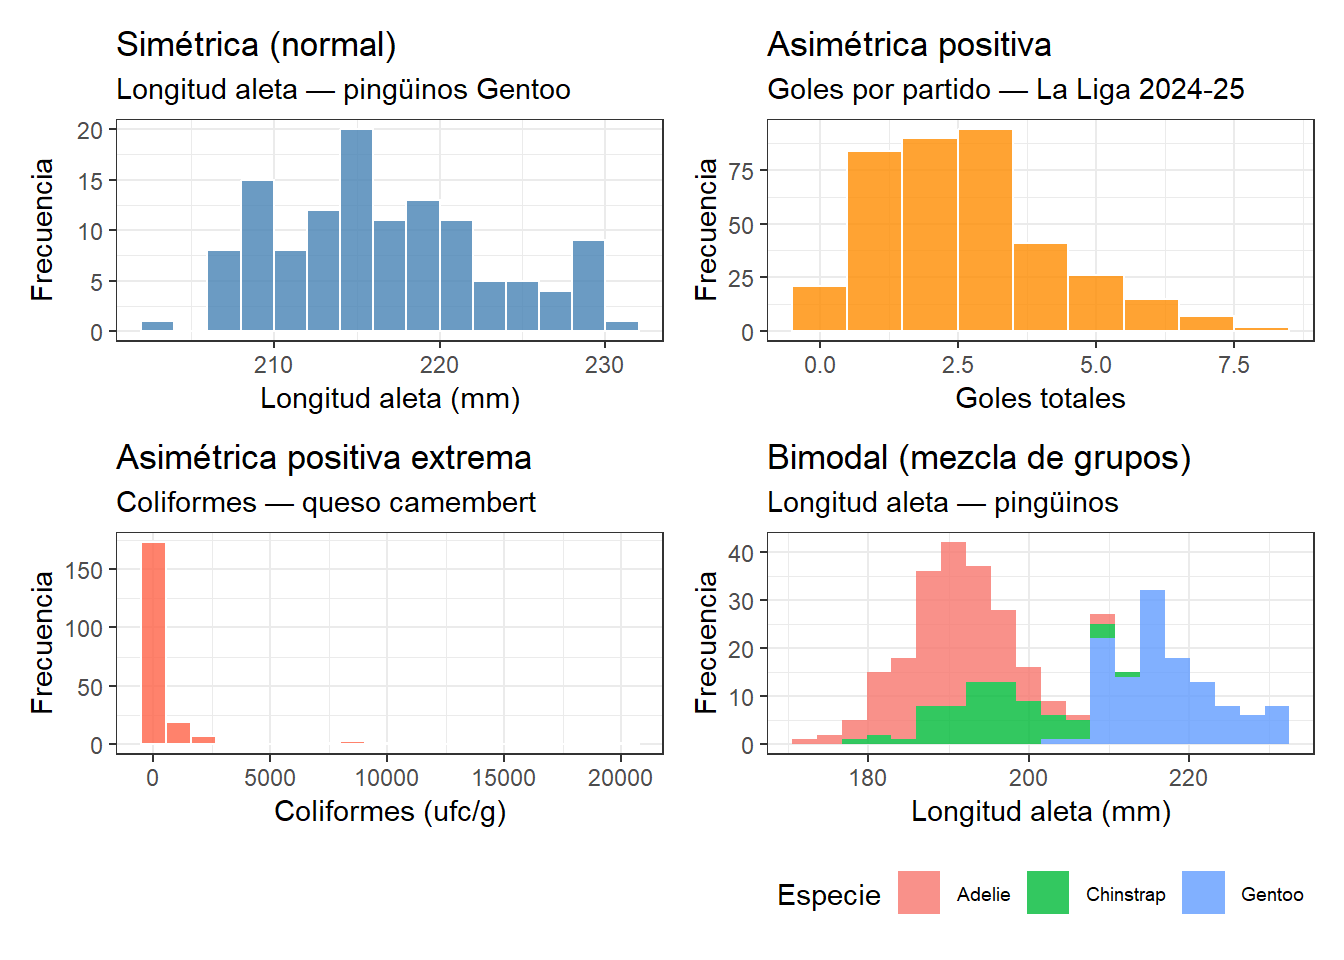 Simétrica (normal)
Longitud aleta — pingüinos Gentoo
Frecuencia
20
15
10
5
0
210 220 230
Longitud aleta (mm)
Asimétrica positiva
Goles por partido — La Liga 2024-25
Frecuencia
75
50
25
0
0.0 2.5 5.0 7.5
Goles totales
Asimétrica positiva extrema
Coliformes — queso camembert
Frecuencia
150
100
50
0
0 5000 10000 15000 20000
Coliformes (ufc/g)
Bimodal (mezcla de grupos)
Longitud aleta — pingüinos
Frecuencia
40
30
20
10
0
180 200 220
Longitud aleta (mm)
Especie Adelie Chinstrap Gentoo